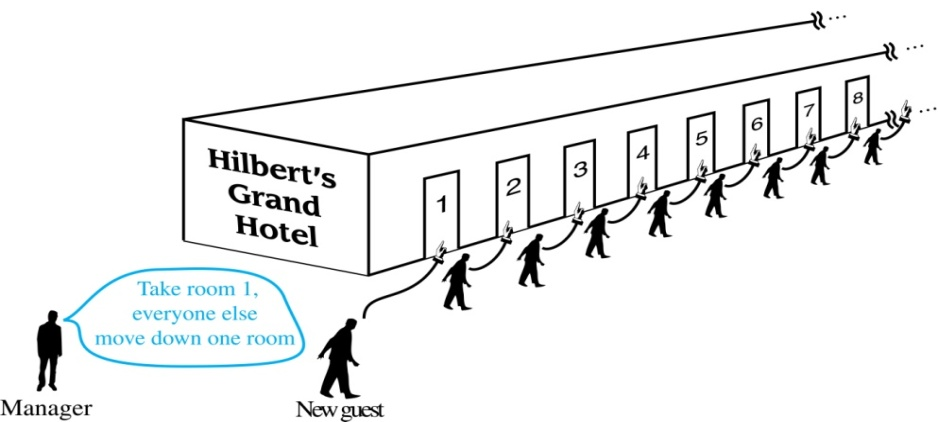 Hilbert's
Grand
Hotel
1
2
3
4
5
6
7
8
...
...
...
Take room 1,
everyone else
move down one room
Manager
New guest